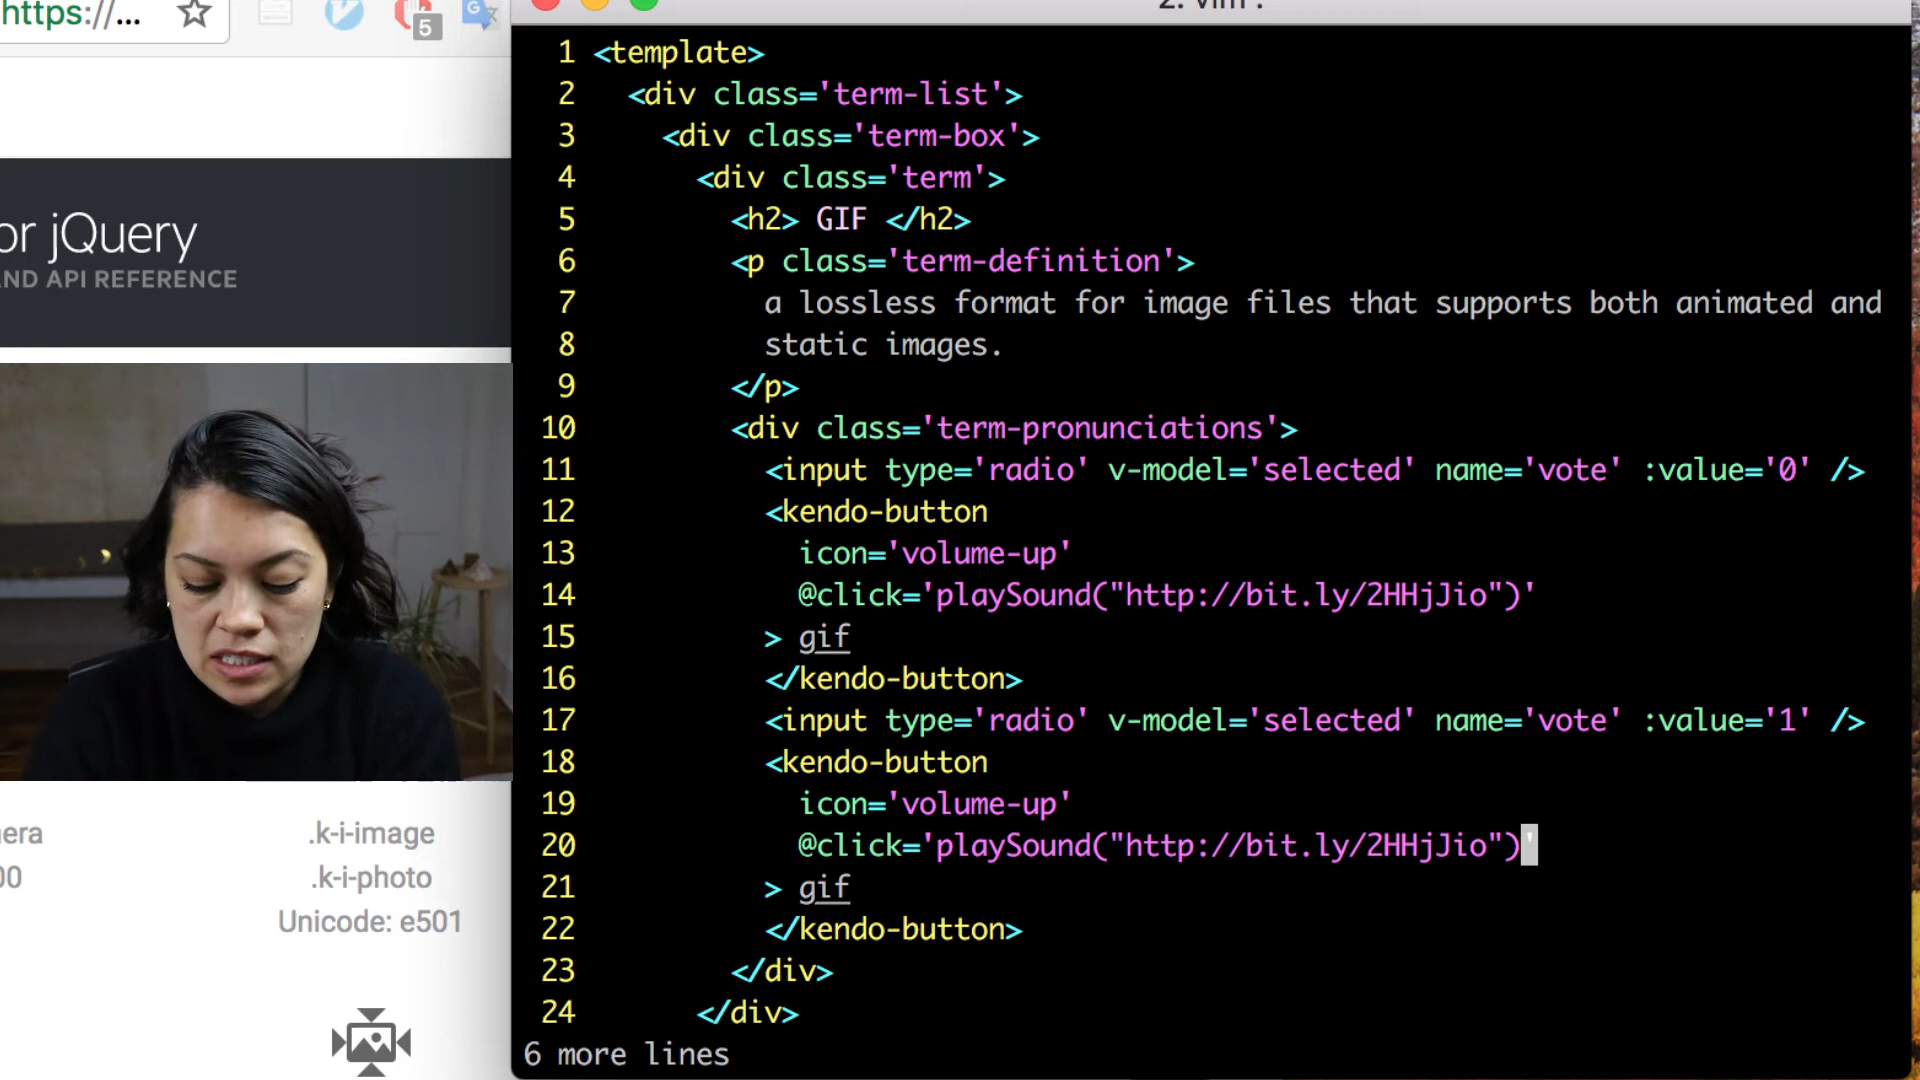 https://...
5
G
or jQuery
AND API REFERENCE
.k-i-image
.k-i-photo
Unicode: e501
1 <template>
2 <div class='term-list'>
3 <div class='term-box'>
4 <div class='term'>
5 <h2> GIF </h2>
6 <p class='term-definition'>
7 a lossless format for image files that supports both animated and
8 static images.
9 </p>
10 <div class='term-pronunciations'>
11 <input type='radio' v-model='selected' name='vote' :value='0' />
12 <kendo-button
13 icon='volume-up'
14 @click='playSound("http://bit.ly/2HHjJio")'
15 > gif
16 </kendo-button>
17 <input type='radio' v-model='selected' name='vote' :value='1' />
18 <kendo-button
19 icon='volume-up'
20 @click='playSound("http://bit.ly/2HHjJio")'
21 > gif
22 </kendo-button>
23 </div>
24 </div>
6 more lines